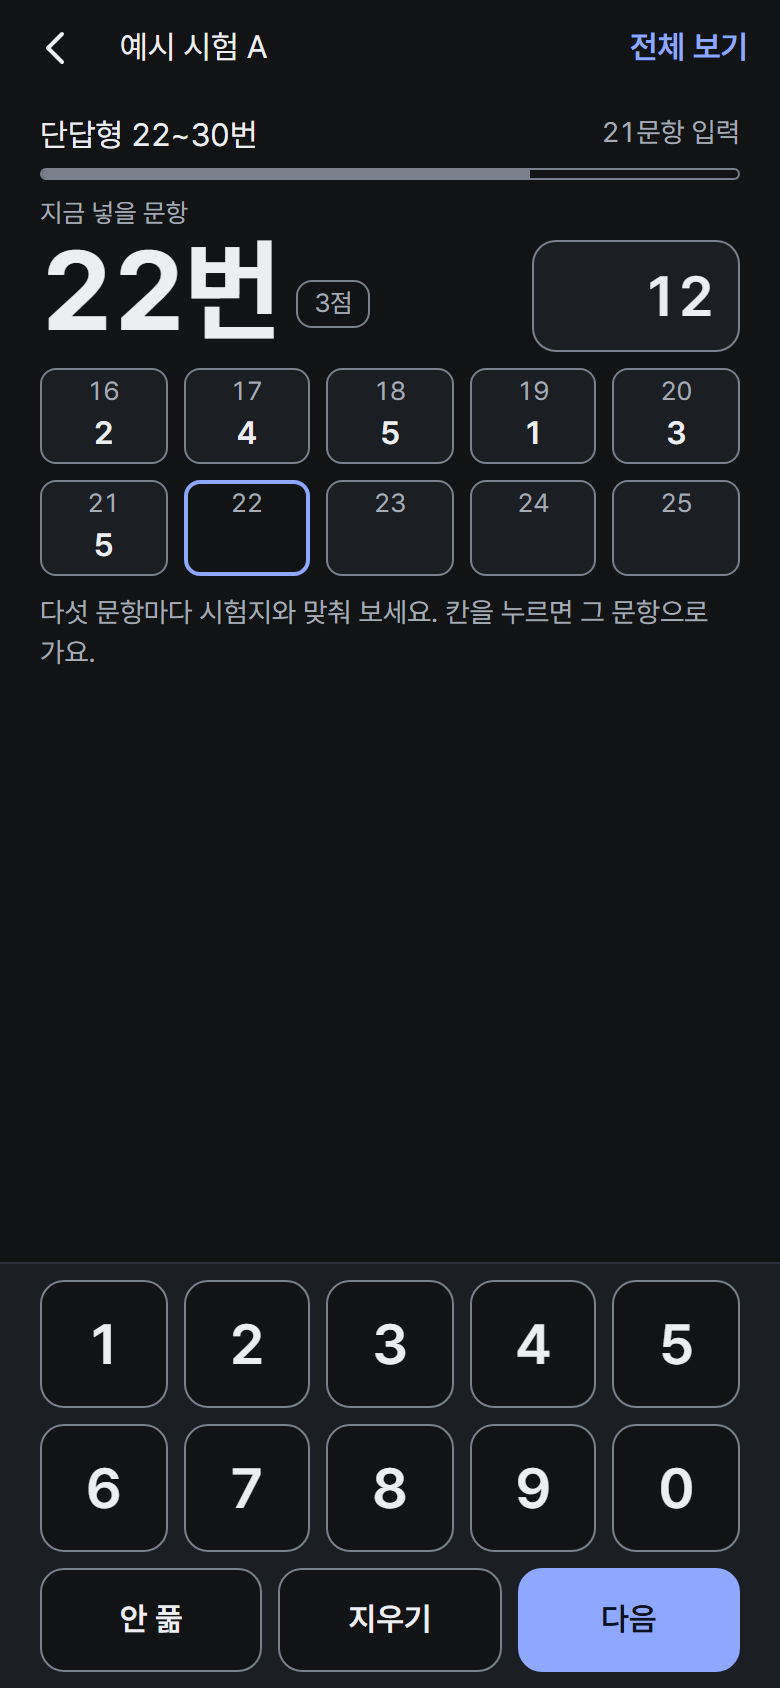 예시 시험 A
전체 보기
단답형 22~30번
21문항 입력
지금 넣을 문항
22번
3점
12
16 17 18 19 20
2 4 5 1 3
21 22 23 24 25
5
다섯 문항마다 시험지와 맞춰 보세요. 칸을 누르면 그 문항으로
가요.
1 2 3 4 5
6 7 8 9 0
안 풂 지우기 다음